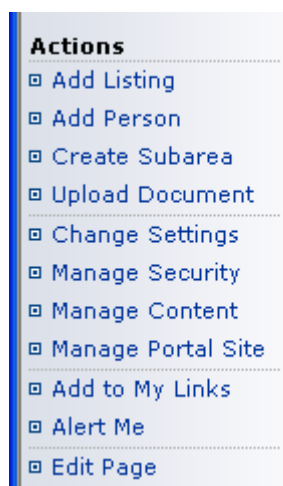 Actions
Add Listing
Add Person
Create Subarea
Upload Document
Change Settings
Manage Security
Manage Content
Manage Portal Site
Add to My Links
Alert Me
Edit Page